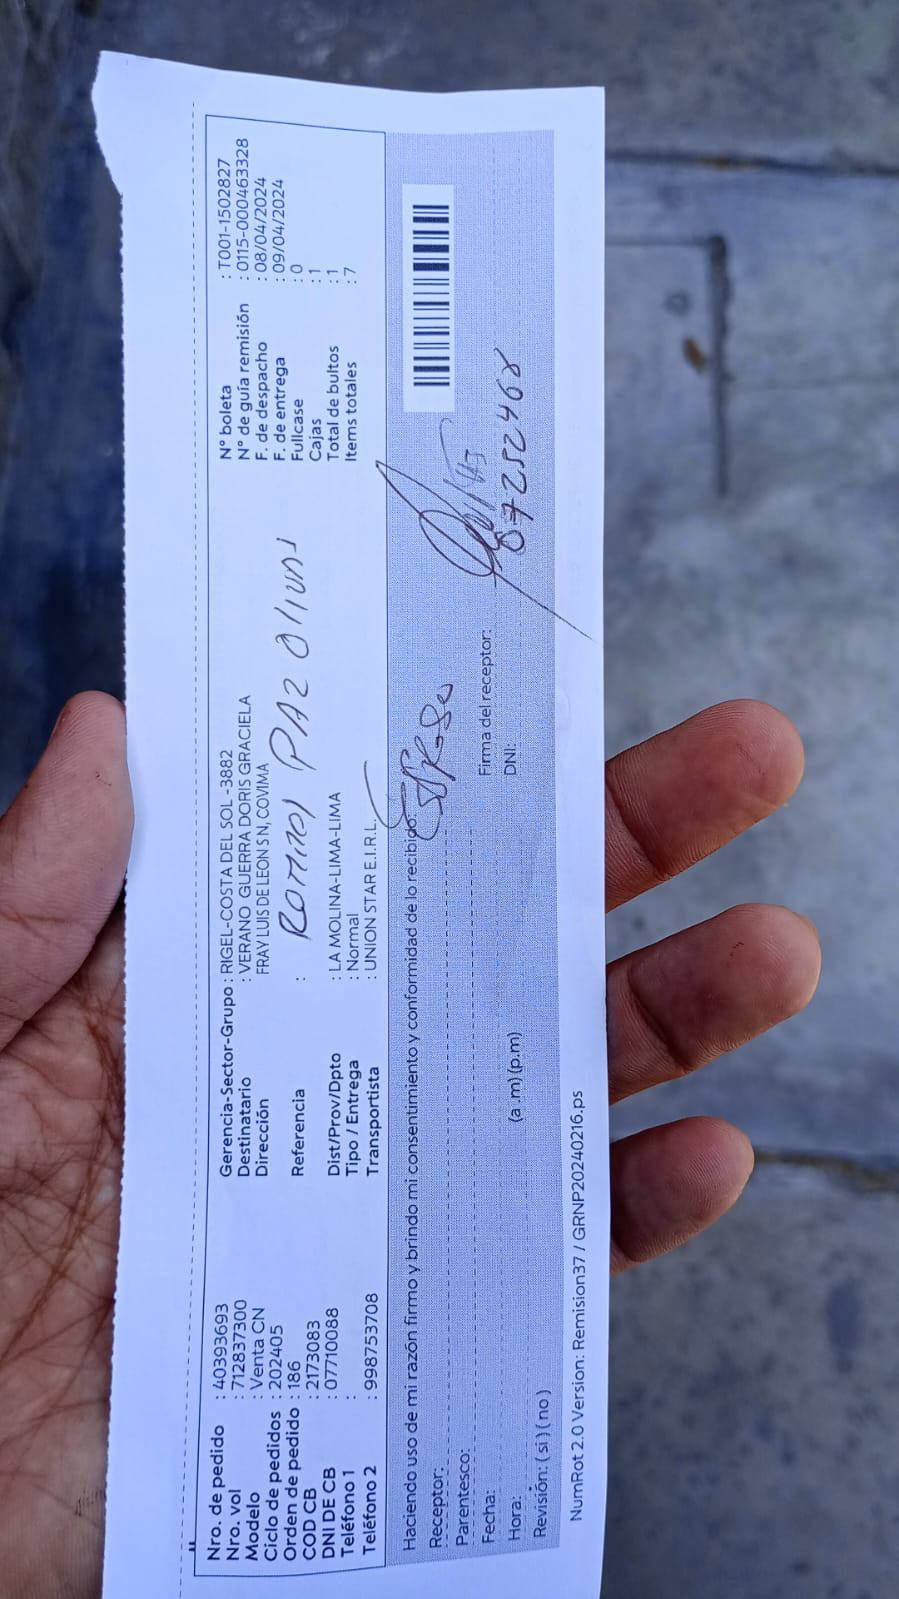 Nro. de pedido : 40393693
Nro. vol : 712837300
Modelo : Venta CN
Ciclo de pedidos : 202405
Orden de pedido : 186
COD CB : 2173083
DNI DE CB : 07710088
Teléfono 1 :
Teléfono 2 : 998753708
Gerencia-Sector-Grupo : RIGEL-COSTA DEL SOL -3882
Destinatario : VERANO GUERRA DORIS GRACIELA
Dirección FRAY LUIS DE LEON SN, COVIMA
Referencia :
PAZ
Dist/Prov/Dpto : LA MOLINA-LIMA-LIMA
Tipo / Entrega : Normal
Transportista : UNION STAR E.I.R.L.
N° boleta : T001-1502827
N° de guía remisión : 0115-000463328
F. de despacho : 08/04/2024
F. de entrega : 09/04/2024
Fullcase : 0
Cajas : 1
Total de bultos : 1
Items totales : 7
Haciendo uso de mi razón firmo y brindo mi consentimiento y conformidad de lo recibido:
Receptor:
Parentesco:
Fecha:
Hora: (a .m) (p.m)
Revisión: ( si ) ( no )
Firma del receptor:
DNI: 07252468
NumRot 2.0 Version: Remision37 / GRNP20240216.ps